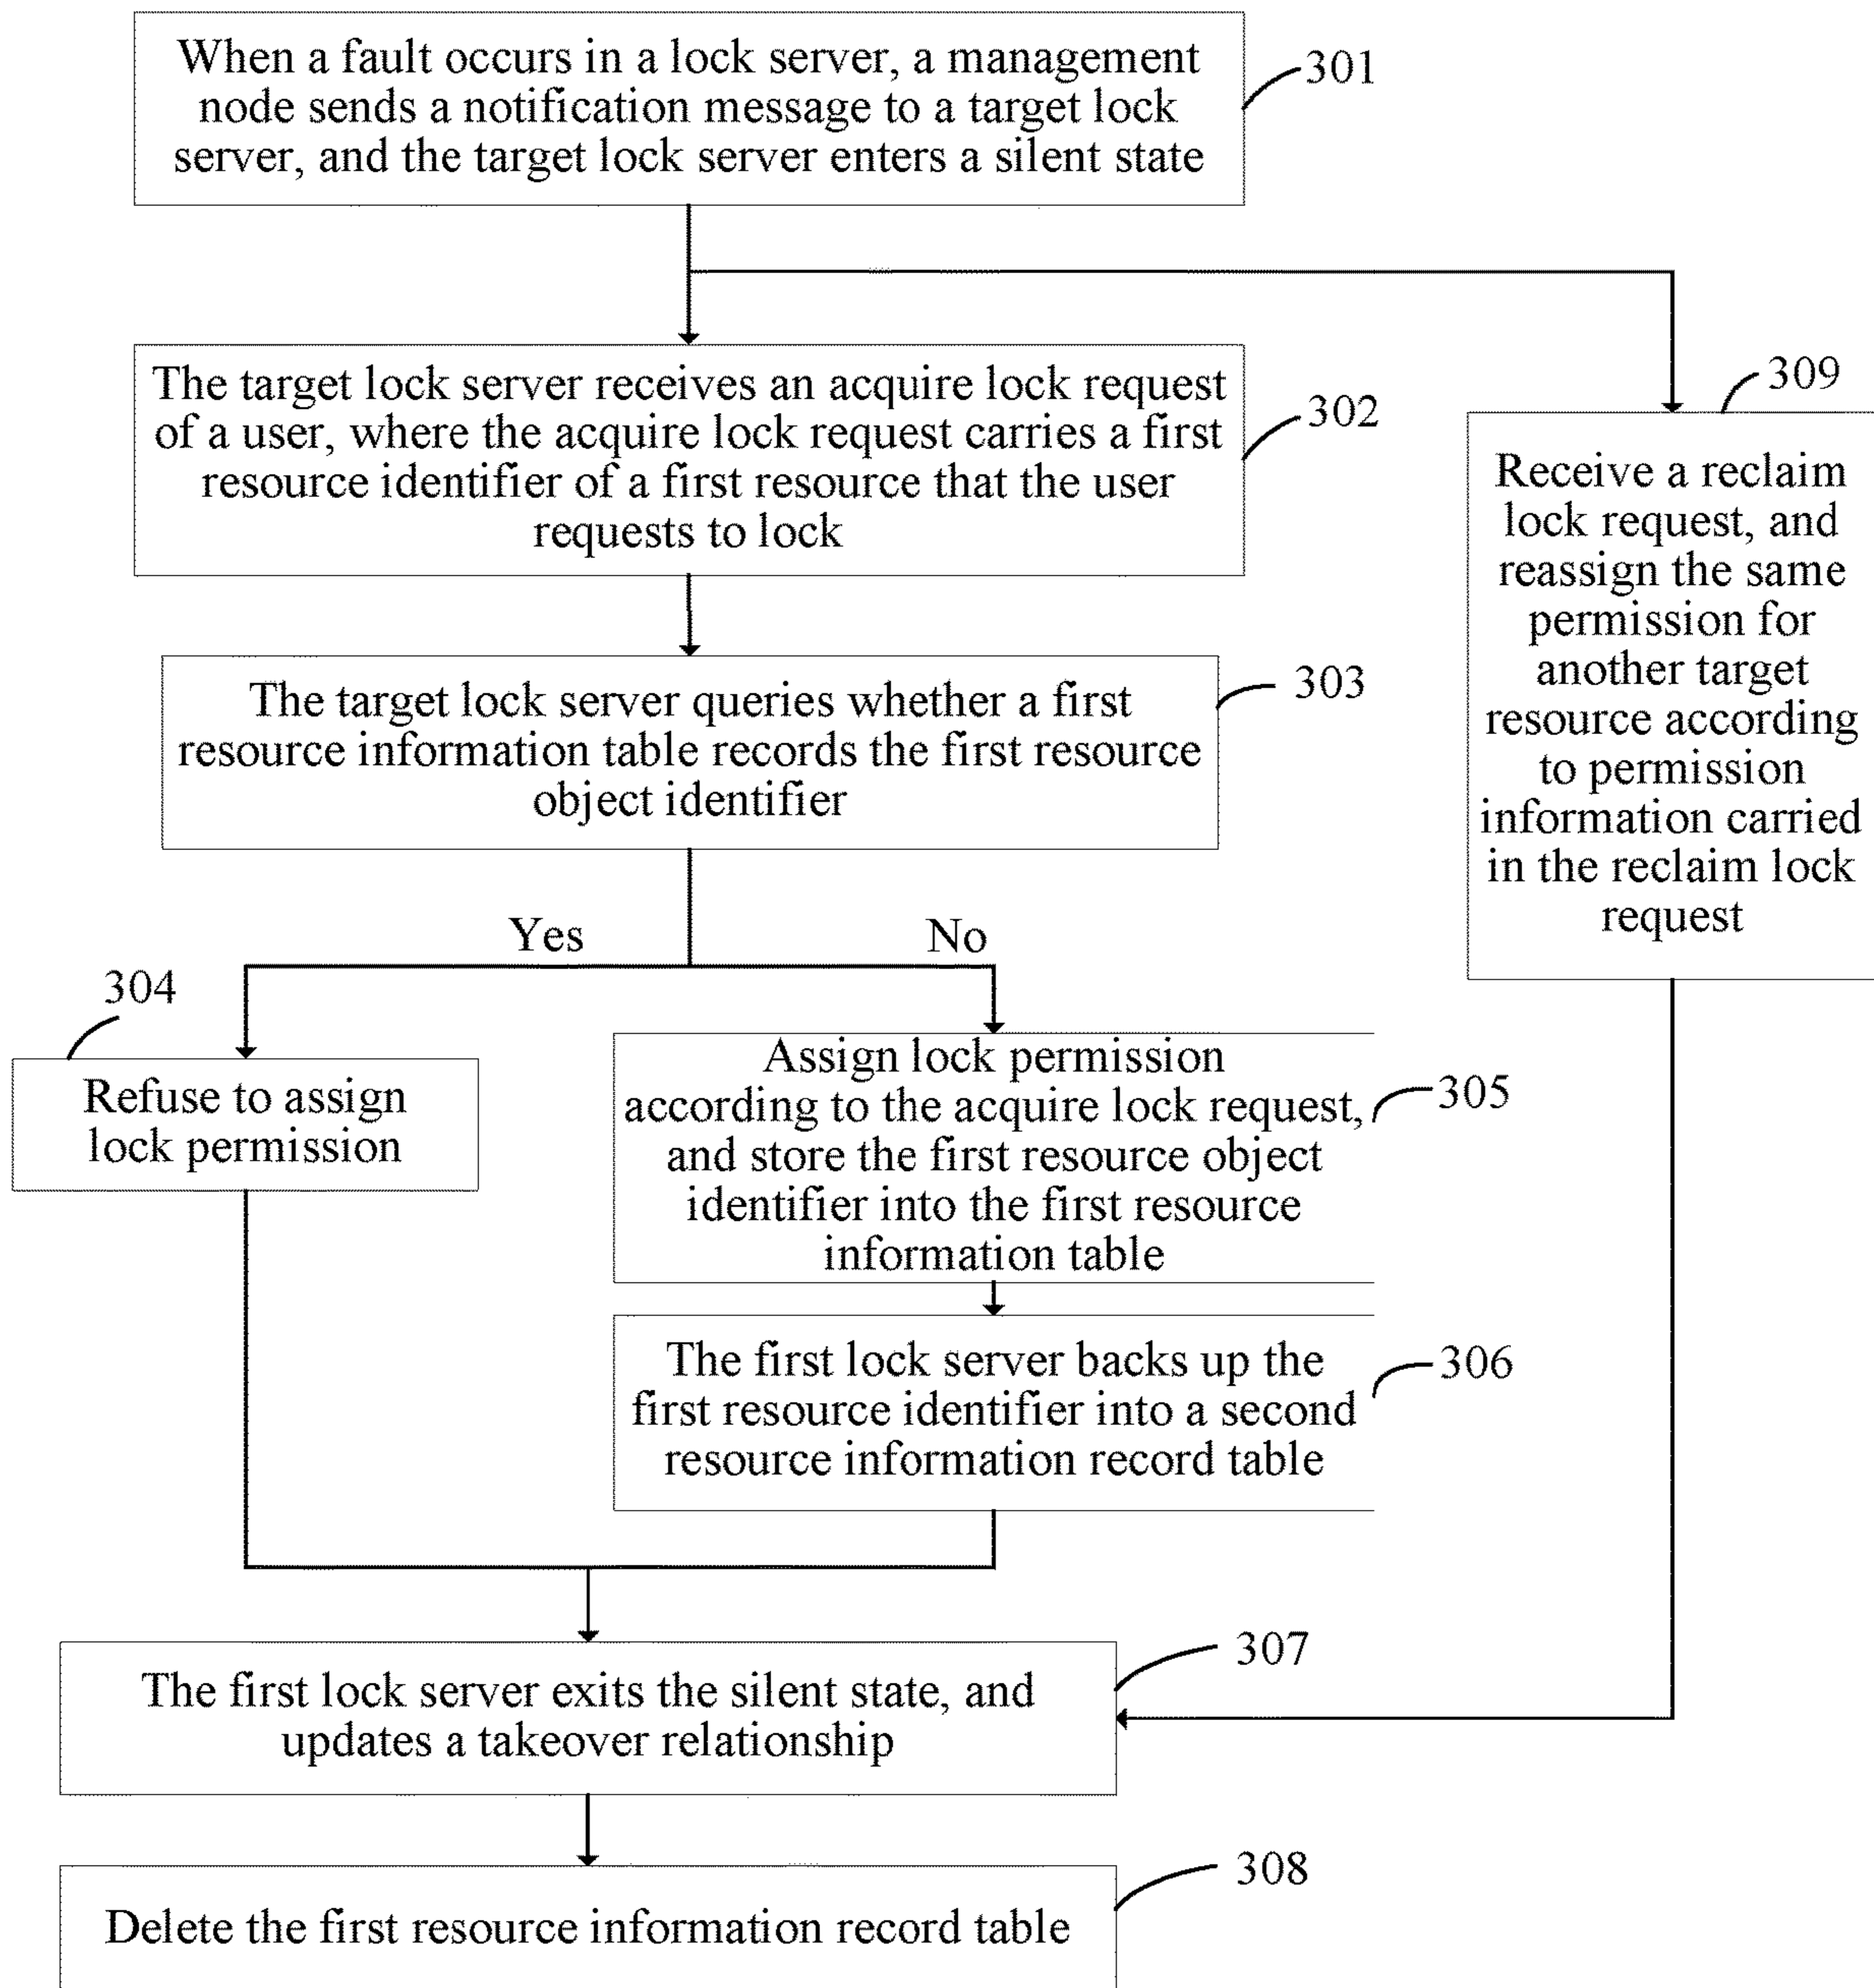 When a fault occurs in a lock server, a management
node sends a notification message to a target lock
server, and the target lock server enters a silent state
301
The target lock server receives an acquire lock request
of a user, where the acquire lock request carries a first
resource identifier of a first resource that the user
requests to lock
302
309
Receive a reclaim
lock request, and
reassign the same
permission for
another target
resource according
to permission
information carried
in the reclaim lock
request
The target lock server queries whether a first
resource information table records the first resource
object identifier
303
Yes
No
304
Refuse to assign
lock permission
Assign lock permission
according to the acquire lock request,
and store the first resource object
identifier into the first resource
information table
305
The first lock server backs up the
first resource identifier into a second
resource information record table
306
The first lock server exits the silent state, and
updates a takeover relationship
307
Delete the first resource information record table
308